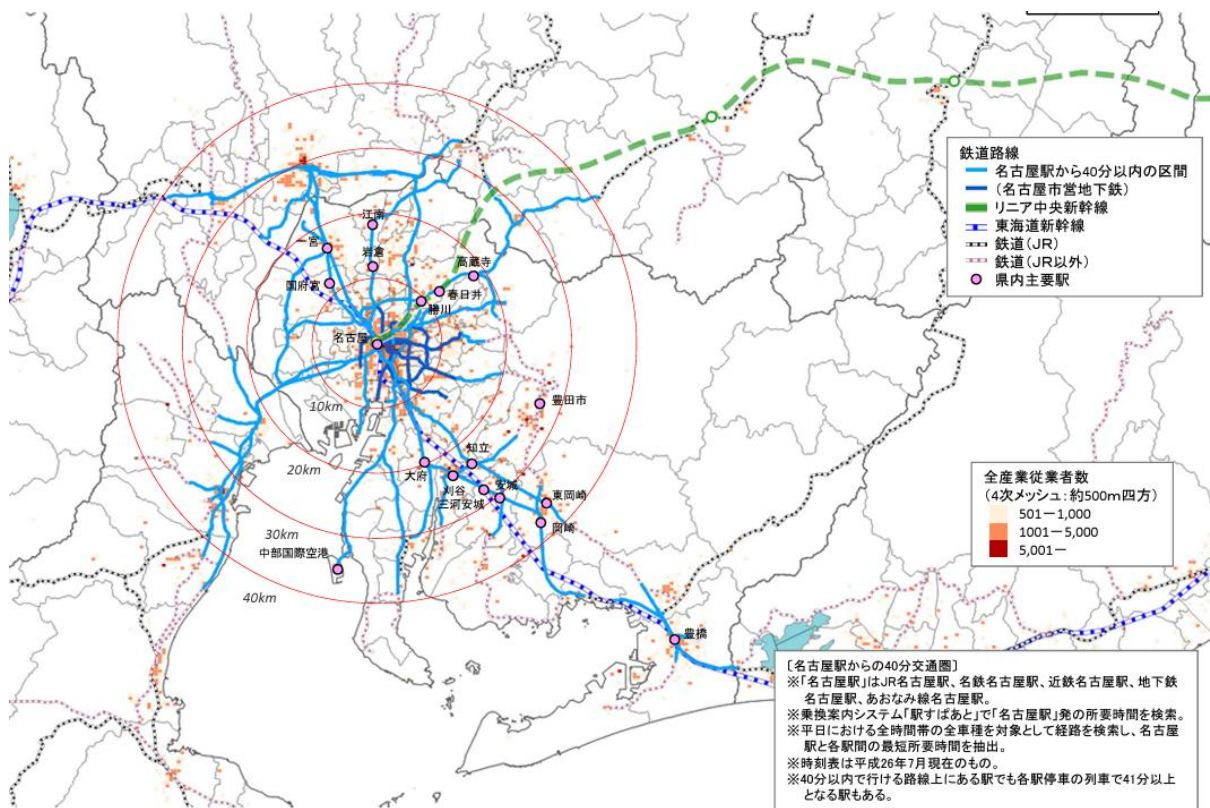 鉄道路線
名古屋駅から40分以内の区間
(名古屋市営地下鉄)
リニア中央新幹線
東海道新幹線
鉄道(JR)
鉄道(JR以外)
県内主要駅
江南
一宮
岩倉
高蔵寺
国府宮
春日井
勝川
名古屋
豊田市
10km
知立
20km
大府
刈谷
安城
三河安城
東岡崎
岡崎
30km
中部国際空港
40km
豊橋
全産業従業者数
(4次メッシュ:約500m四方)
501-1,000
1001-5,000
5,001-
〔名古屋駅からの40分交通圏〕
※「名古屋駅」はJR名古屋駅、名鉄名古屋駅、近鉄名古屋駅、地下鉄
名古屋駅、あおなみ線名古屋駅。
※乗換案内システム「駅すぱあと」で「名古屋駅」発の所要時間を検索。
※平日における全時間帯の全車種を対象として経路を検索し、名古屋
駅と各駅間の最短所要時間を抽出。
※時刻表は平成26年7月現在のもの。
※40分以内で行ける路線上にある駅でも各駅停車の列車で41分以上
となる駅もある。